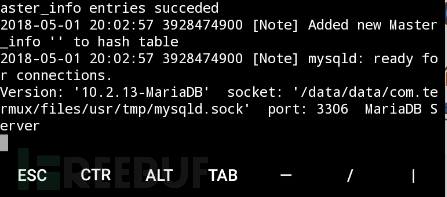 aster_info entries succeded
2018-05-01 20:02:57 3928474900 [Note] Added new Master
_info '' to hash table
2018-05-01 20:02:57 3928474900 [Note] mysqld: ready fo
r connections.
Version: '10.2.13-MariaDB'  socket: '/data/data/com.te
rmux/files/usr/tmp/mysqld.sock'  port: 3306  MariaDB S
erver
REEBUF
ESC CTR ALT TAB — / |